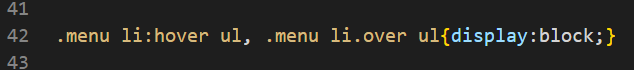 41
42 .menu li:hover ul, .menu li.over ul{display:block;}
43